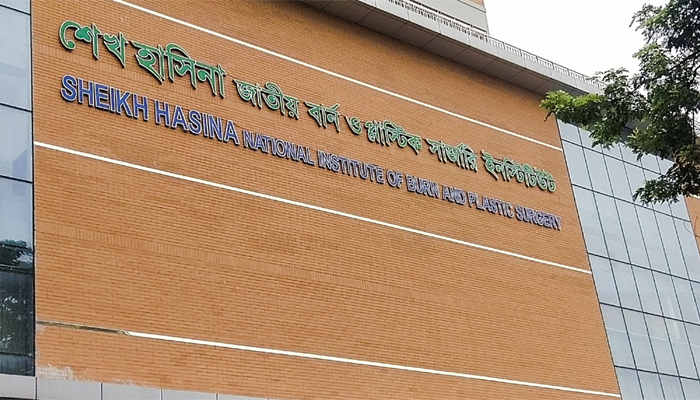 শেখ হাসিনা জাতীয় বার্ন ও প্লাস্টিক সার্জারি ইনস্টিটিউট
SHEIKH HASINA NATIONAL INSTITUTE OF BURN AND PLASTIC SURGERY